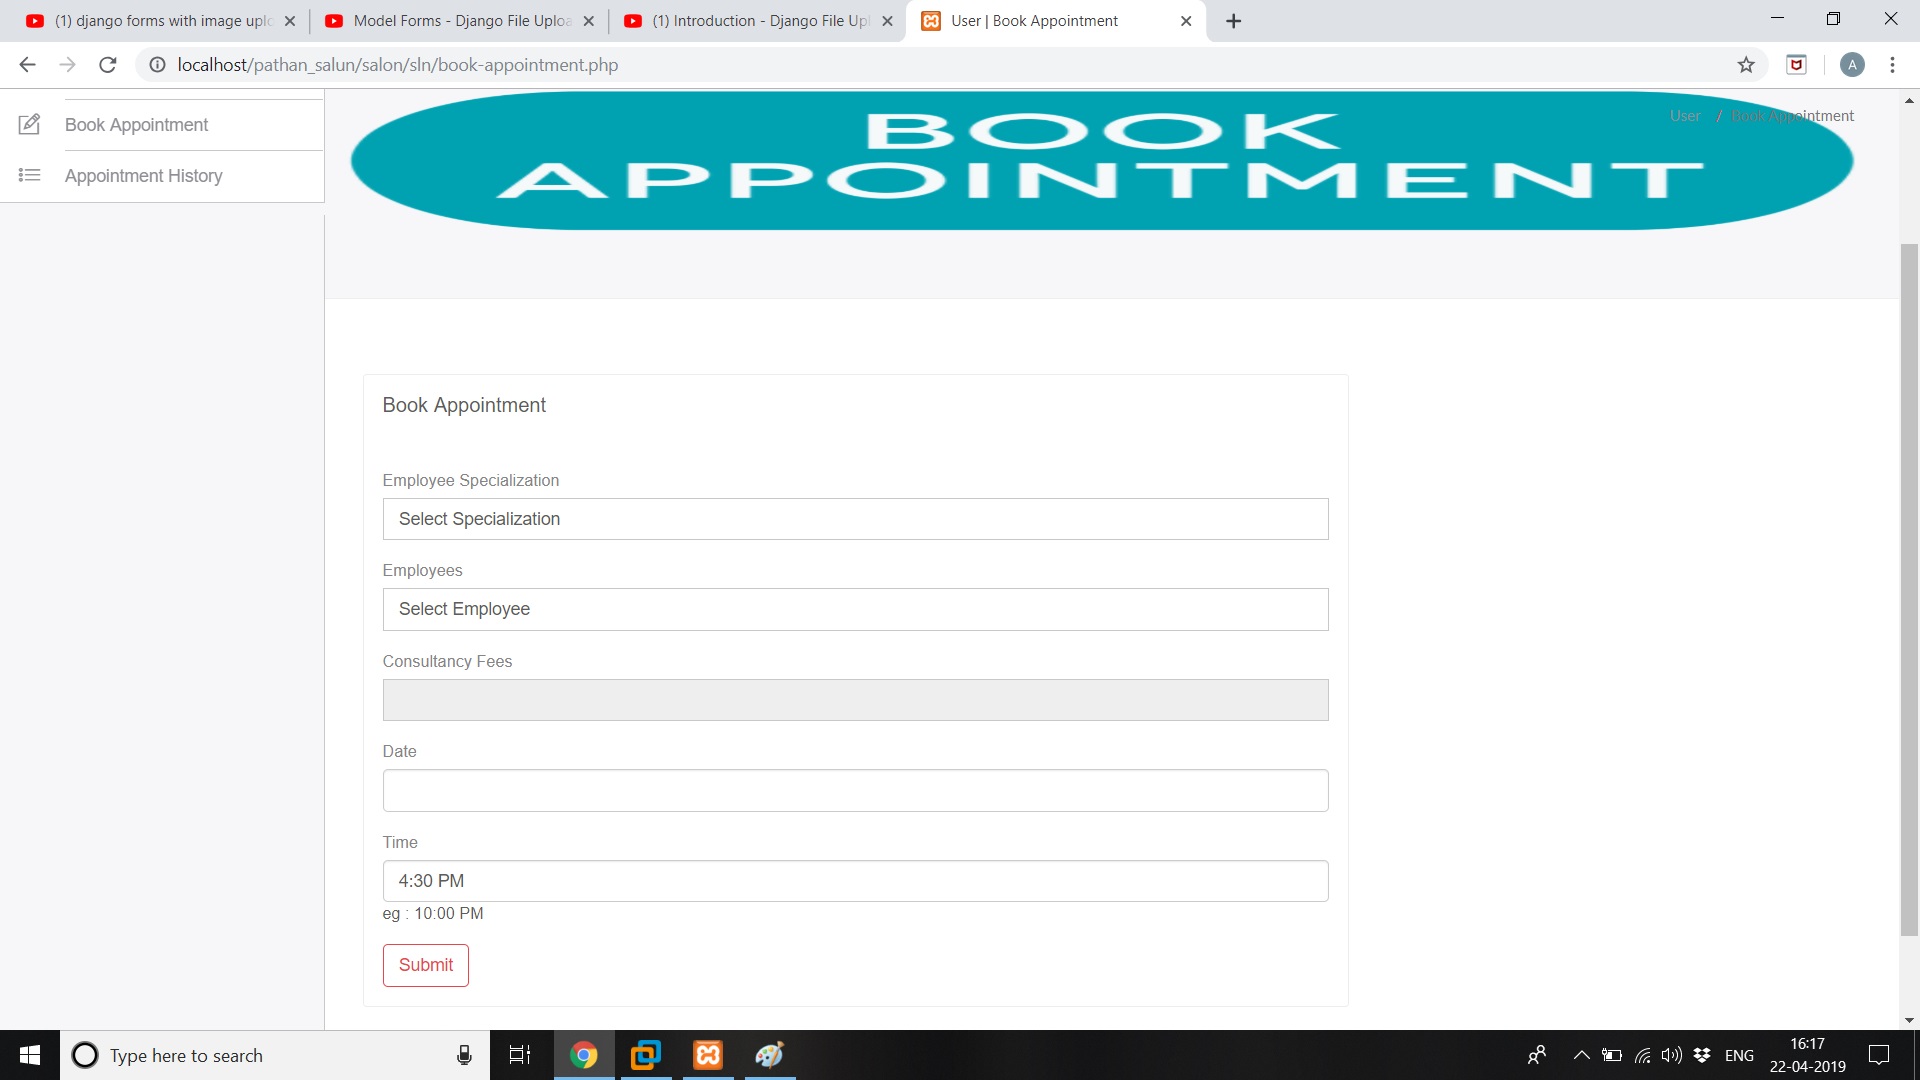 (1) django forms with image uplo
Model Forms - Django File Uploa
(1) Introduction - Django File Upl
User | Book Appointment
localhost/pathan_salun/salon/sln/book-appointment.php
A
Book Appointment
Appointment History
BOOK
APPOINTMENT
User / Book Appointment
Book Appointment
Employee Specialization
Select Specialization
Employees
Select Employee
Consultancy Fees
Date
Time
4:30 PM
eg : 10:00 PM
Submit
Type here to search
ENG
16:17
22-04-2019